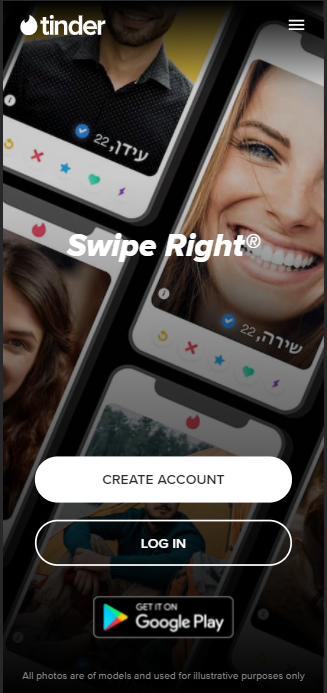 tinder
עידן, 22
Swipe Right®
שירה, 22
CREATE ACCOUNT
LOG IN
GET IT ON
Google Play
All photos are of models and used for illustrative purposes only